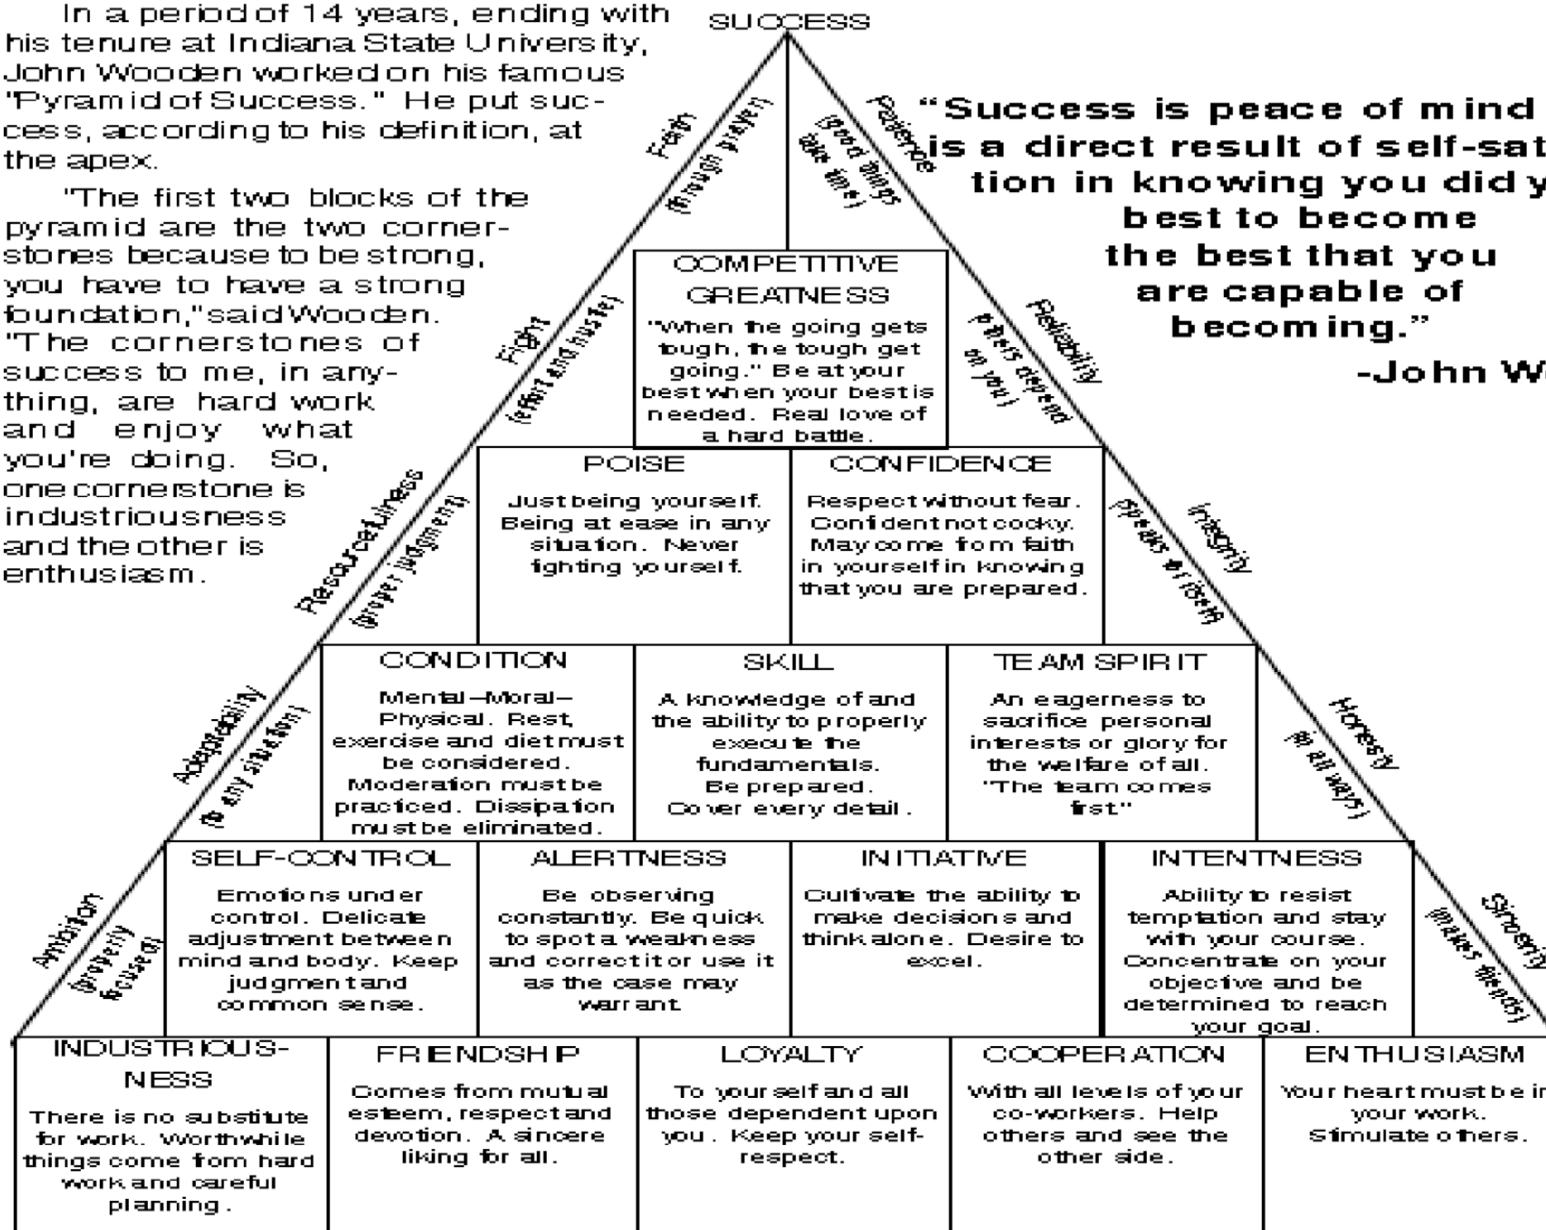 In a period of 14 years, ending with
his tenure at Indiana State University,
John Wooden worked on his famous
"Pyramid of Success." He put suc-
cess, according to his definition, at
the apex.
"The first two blocks of the
pyramid are the two corner-
stones because to be strong,
you have to have a strong
foundation," said Wooden.
"The cornerstones of
success to me, in any-
thing, are hard work
and enjoy what
you're doing. So,
one cornerstone is
industriousness
and the other is
enthusiasm.
SUCCESS
“Success is peace of mind
is a direct result of self-sat
tion in knowing you did y
best to become
the best that you
are capable of
becoming.”
-John W
Faith
(through prayer)
Patience
(good things
take time)
Fight
(effort and hustle)
Reliability
(others depend
on you)
Resourcefulness
(proper judgment)
Integrity
(speaks for itself)
Adaptability
(to any situation)
Honesty
(in all ways)
Ambition
(properly
focused)
Sincerity
(makes friends)
COMPETITIVE
GREATNESS
"When the going gets
tough, the tough get
going." Be at your
best when your best is
needed. Real love of
a hard battle.
POISE
Just being yourself.
Being at ease in any
situation. Never
fighting yourself.
CONFIDENCE
Respect without fear.
Confident not cocky.
May come from faith
in yourself in knowing
that you are prepared.
CONDITION
Mental—Moral—
Physical. Rest,
exercise and diet must
be considered.
Moderation must be
practiced. Dissipation
must be eliminated.
SKILL
A knowledge of and
the ability to properly
execute the
fundamentals.
Be prepared.
Cover every detail.
TEAM SPIRIT
An eagerness to
sacrifice personal
interests or glory for
the welfare of all.
"The team comes
first."
SELF-CONTROL
Emotions under
control. Delicate
adjustment between
mind and body. Keep
judgment and
common sense.
ALERTNESS
Be observing
constantly. Be quick
to spot a weakness
and correct it or use it
as the case may
warrant.
INITIATIVE
Cultivate the ability to
make decisions and
think alone. Desire to
excel.
INTENTNESS
Ability to resist
temptation and stay
with your course.
Concentrate on your
objective and be
determined to reach
your goal.
INDUSTRIOUS-
NESS
There is no substitute
for work. Worthwhile
things come from hard
work and careful
planning.
FRIENDSHIP
Comes from mutual
esteem, respect and
devotion. A sincere
liking for all.
LOYALTY
To yourself and all
those dependent upon
you. Keep your self-
respect.
COOPERATION
With all levels of your
co-workers. Help
others and see the
other side.
ENTHUSIASM
Your heart must be in
your work.
Stimulate others.